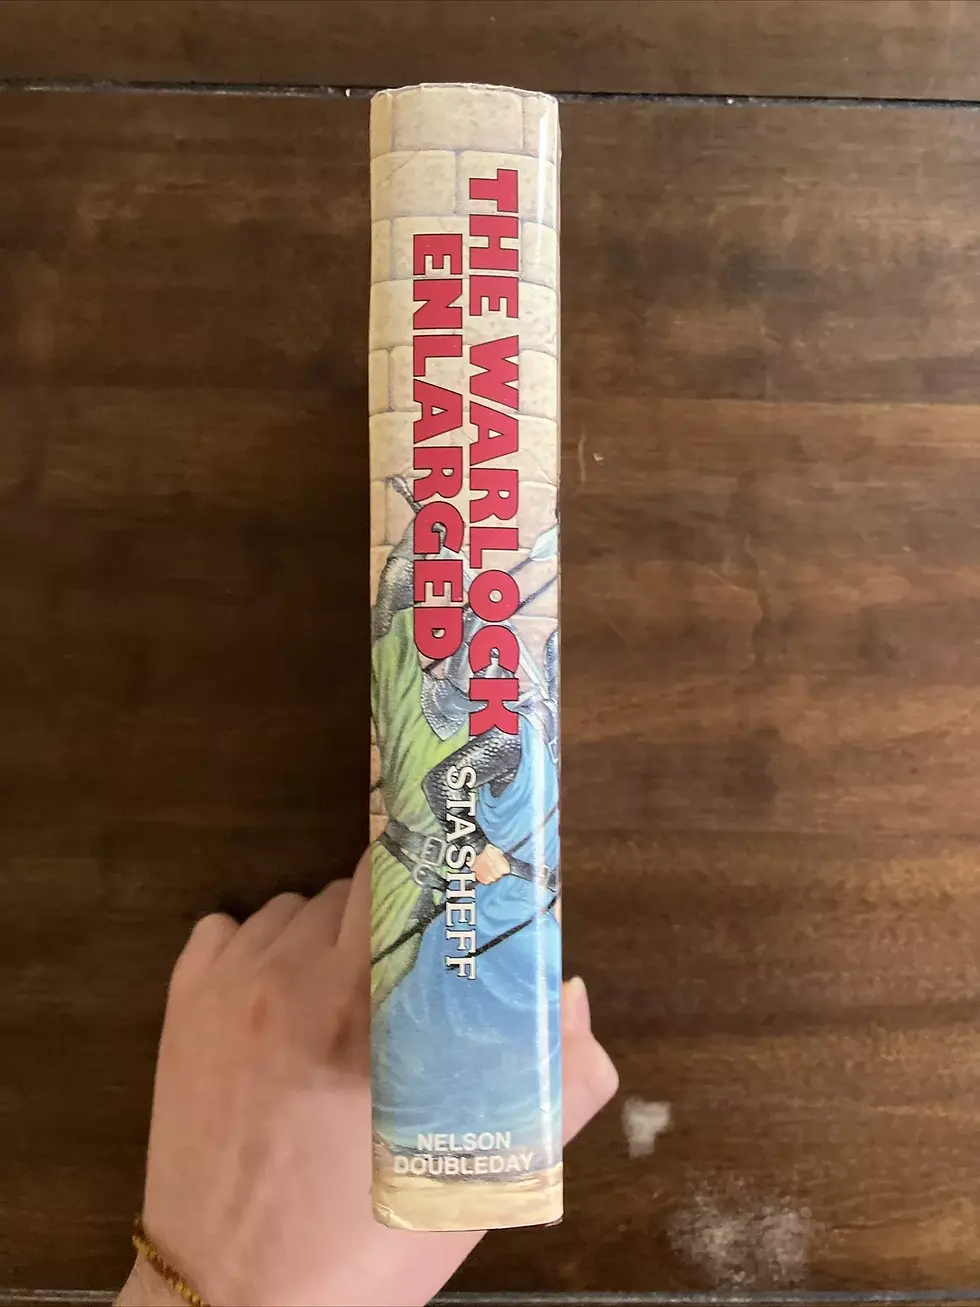 THE WARLOCK
ENLARGED
STASHEFF
NELSON
DOUBLEDAY